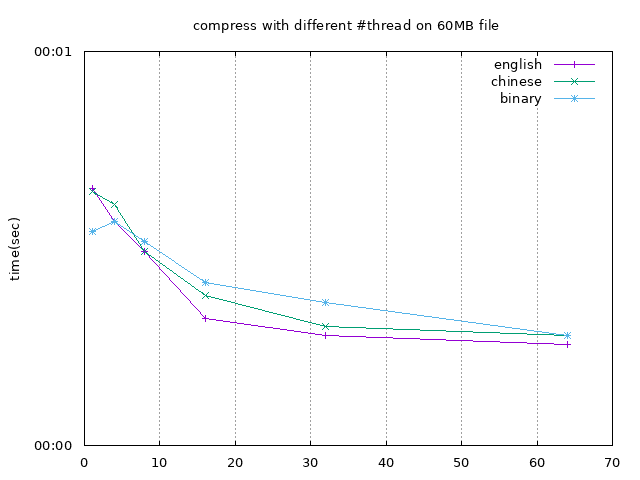 compress with different #thread on 60MB file
00:01
english
chinese
binary
time(sec)
00:00
0 10 20 30 40 50 60 70